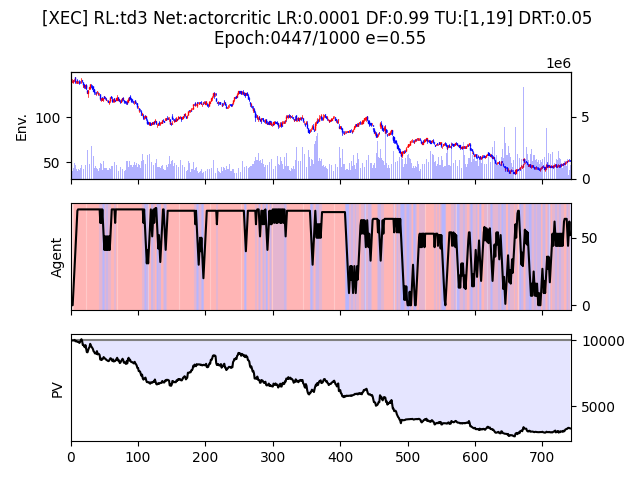 [XEC] RL:td3 Net:actorcritic LR:0.0001 DF:0.99 TU:[1,19] DRT:0.05
Epoch:0447/1000 e=0.55
1e6
Env.
100
50
5
0
Agent
50
0
PV
10000
5000
0 100 200 300 400 500 600 700